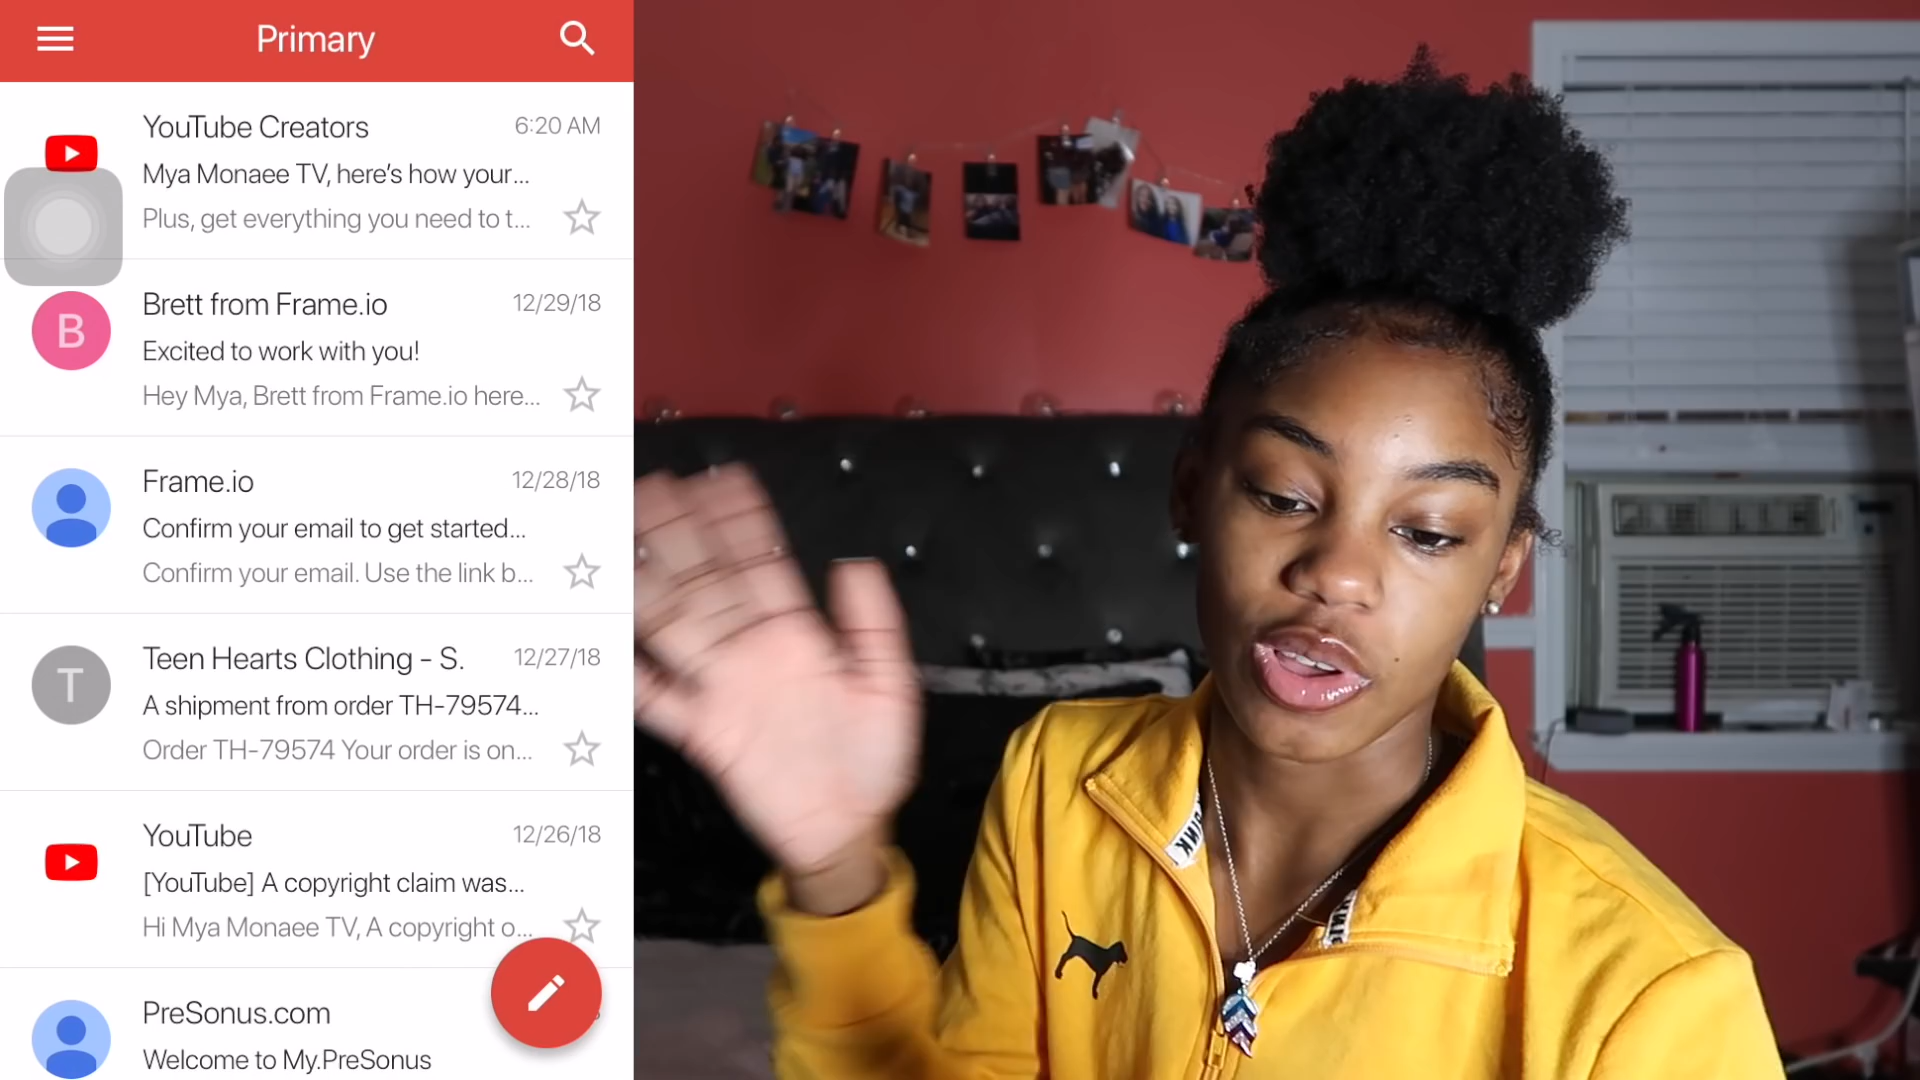 Primary
YouTube Creators 6:20 AM
Mya Monaee TV, here's how your...
Plus, get everything you need to t...
B
Brett from Frame.io 12/29/18
Excited to work with you!
Hey Mya, Brett from Frame.io here...
Frame.io 12/28/18
Confirm your email to get started...
Confirm your email. Use the link b...
T
Teen Hearts Clothing - S. 12/27/18
A shipment from order TH-79574...
Order TH-79574 Your order is on...
YouTube 12/26/18
[YouTube] A copyright claim was...
Hi Mya Monaee TV, A copyright o...
PreSonus.com
Welcome to My.PreSonus
PINK